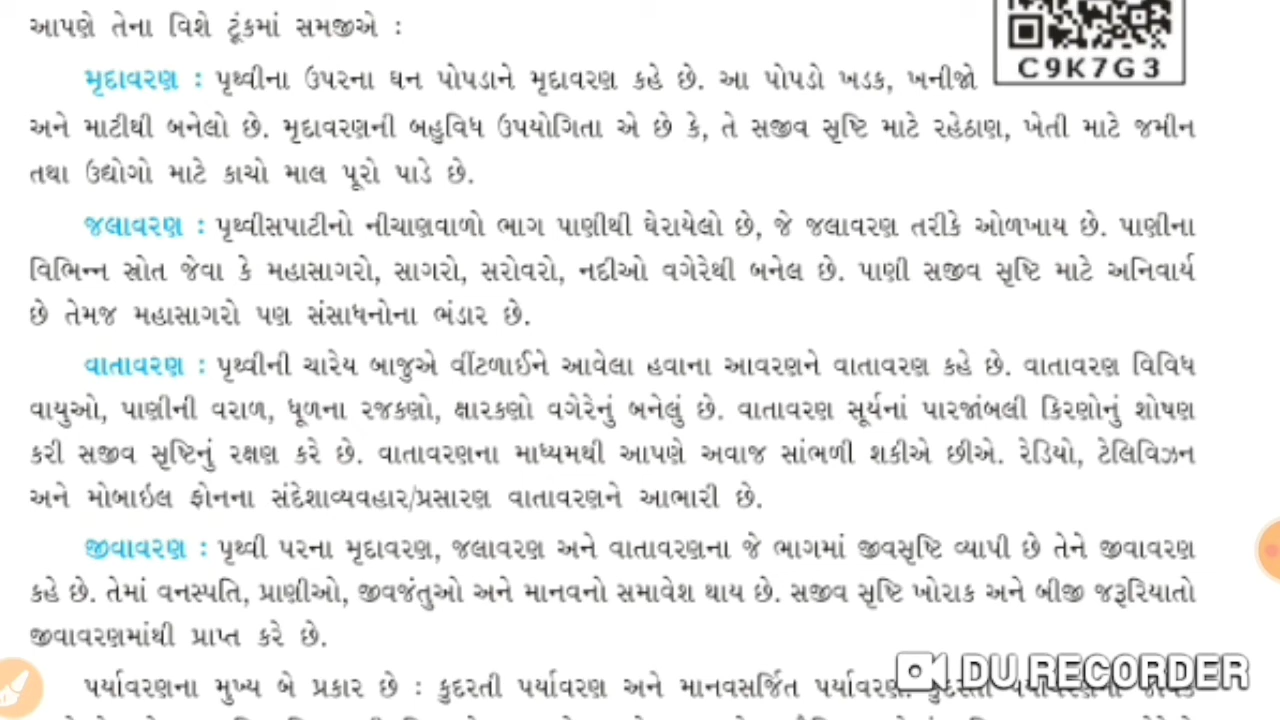 આપણે તેના વિશે ટૂંકમાં સમજીએ :
C9K7G3
મૃદાવરણ : પૃથ્વીના ઉપરના ઘન પોપડાને મૃદાવરણ કહે છે. આ પોપડો ખડક, ખનીજો
અને માટીથી બનેલો છે. મૃદાવરણની બહુવિધ ઉપયોગિતા એ છે કે, તે સજીવ સૃષ્ટિ માટે રહેઠાણ, ખેતી માટે જમીન
તથા ઉદ્યોગો માટે કાચો માલ પૂરો પાડે છે.
જલાવરણ : પૃથ્વીસપાટીનો નીચાણવાળો ભાગ પાણીથી ઘેરાયેલો છે, જે જલાવરણ તરીકે ઓળખાય છે. પાણીના
વિભિન્ન સ્રોત જેવા કે મહાસાગરો, સાગરો, સરોવરો, નદીઓ વગેરેથી બનેલ છે. પાણી સજીવ સૃષ્ટિ માટે અનિવાર્ય
છે તેમજ મહાસાગરો પણ સંસાધનોના ભંડાર છે.
વાતાવરણ : પૃથ્વીની ચારેય બાજુએ વીંટળાઈને આવેલા હવાના આવરણને વાતાવરણ કહે છે. વાતાવરણ વિવિધ
વાયુઓ, પાણીની વરાળ, ધૂળના રજકણો, ક્ષારકણો વગેરેનું બનેલું છે. વાતાવરણ સૂર્યનાં પારજાંબલી કિરણોનું શોષણ
કરી સજીવ સૃષ્ટિનું રક્ષણ કરે છે. વાતાવરણના માધ્યમથી આપણે અવાજ સાંભળી શકીએ છીએ. રેડિયો, ટેલિવિઝન
અને મોબાઇલ ફોનના સંદેશાવ્યવહાર/પ્રસારણ વાતાવરણને આભારી છે.
જીવાવરણ : પૃથ્વી પરના મૃદાવરણ, જલાવરણ અને વાતાવરણના જે ભાગમાં જીવસૃષ્ટિ વ્યાપી છે તેને જીવાવરણ
કહે છે. તેમાં વનસ્પતિ, પ્રાણીઓ, જીવજંતુઓ અને માનવનો સમાવેશ થાય છે. સજીવ સૃષ્ટિ ખોરાક અને બીજી જરૂરિયાતો
જીવાવરણમાંથી પ્રાપ્ત કરે છે.
પર્યાવરણના મુખ્ય બે પ્રકાર છે : કુદરતી પર્યાવરણ અને માનવસર્જિત પર્યાવરણ.
DU RECORDER